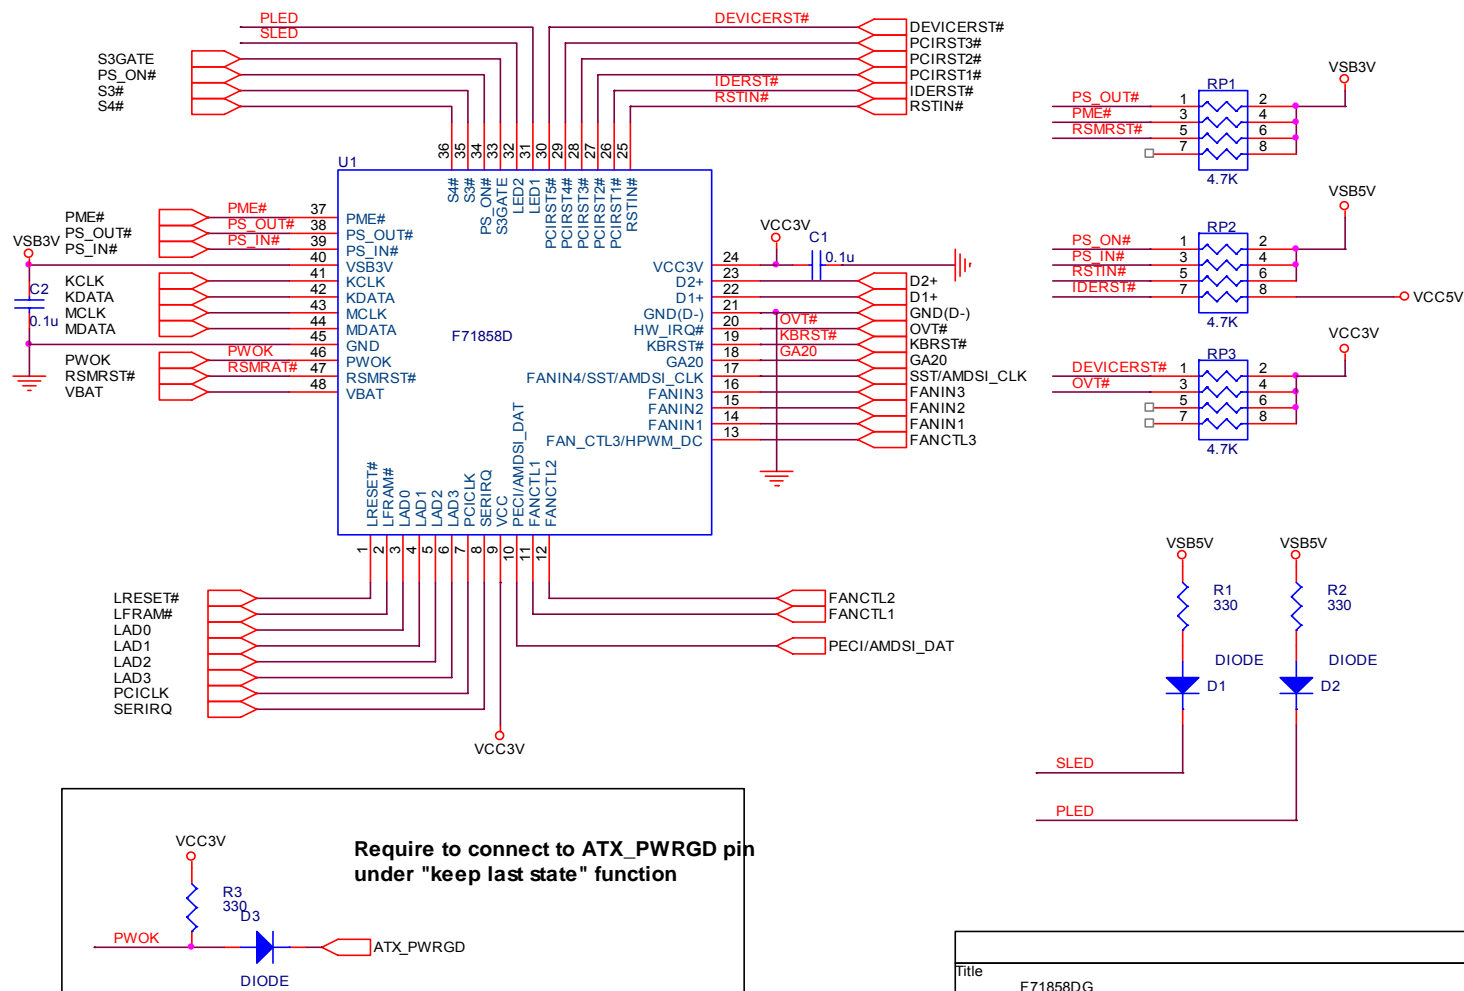 PLED
SLED
S3GATE
PS_ON#
S3#
S4#
DEVICERST#
IDERST#
RSTIN#
DEVICERST#
PCIRST3#
PCIRST2#
PCIRST1#
IDERST#
RSTIN#
36
35
34
33
32
31
30
29
28
27
26
25
U1
S4#
S3#
PS_ON#
S3GATE
LED2
LED1
PCIRST5#
PCIRST4#
PCIRST3#
PCIRST2#
PCIRST1#
RSTIN#
PME# PME# 37 PME#
PS_OUT# PS_OUT# 38 PS_OUT#
PS_IN# PS_IN# 39 PS_IN#
VSB3V 40 VSB3V
KCLK 41 KCLK
KDATA 42 KDATA
MCLK 43 MCLK
MDATA 44 MDATA
45 GND
PWOK PWOK 46 PWOK
RSMRST# RSMRAT# 47 RSMRST#
VBAT 48 VBAT
C2
0.1u
F71858D
VCC3V
C1
0.1u
VCC3V 24
D2+ 23 D2+
D1+ 22 D1+
GND(D-) 21 GND(D-)
HW_IRQ# 20 OVT# OVT#
KBRST# 19 KBRST# KBRST#
GA20 18 GA20 GA20
FANIN4/SST/AMDSI_CLK 17 SST/AMDSI_CLK
FANIN3 16 FANIN3
FANIN2 15 FANIN2
FANIN1 14 FANIN1
FAN_CTL3/HPWM_DC 13 FANCTL3
LRESET#
LFRAM#
LAD0
LAD1
LAD2
LAD3
PCICLK
SERIRQ
VCC
PECI/AMDSI_DAT
FANCTL1
FANCTL2
1
2
3
4
5
6
7
8
9
10
11
12
LRESET#
LFRAM#
LAD0
LAD1
LAD2
LAD3
PCICLK
SERIRQ
VCC3V
FANCTL2
FANCTL1
PECI/AMDSI_DAT
VSB3V
RP1
PS_OUT# 1 2
PME# 3 4
RSMRST# 5 6
7 8
4.7K
VSB5V
RP2
PS_ON# 1 2
PS_IN# 3 4
RSTIN# 5 6
IDERST# 7 8 VCC5V
4.7K
VCC3V
RP3
DEVICERST# 1 2
OVT# 3 4
5 6
7 8
4.7K
VSB5V
R1
330
DIODE
D1
VSB5V
R2
330
DIODE
D2
SLED
PLED
VCC3V
Require to connect to ATX_PWRGD pin
under "keep last state" function
R3
330
D3
PWOK
ATX_PWRGD
DIODE
Title
F71858DG